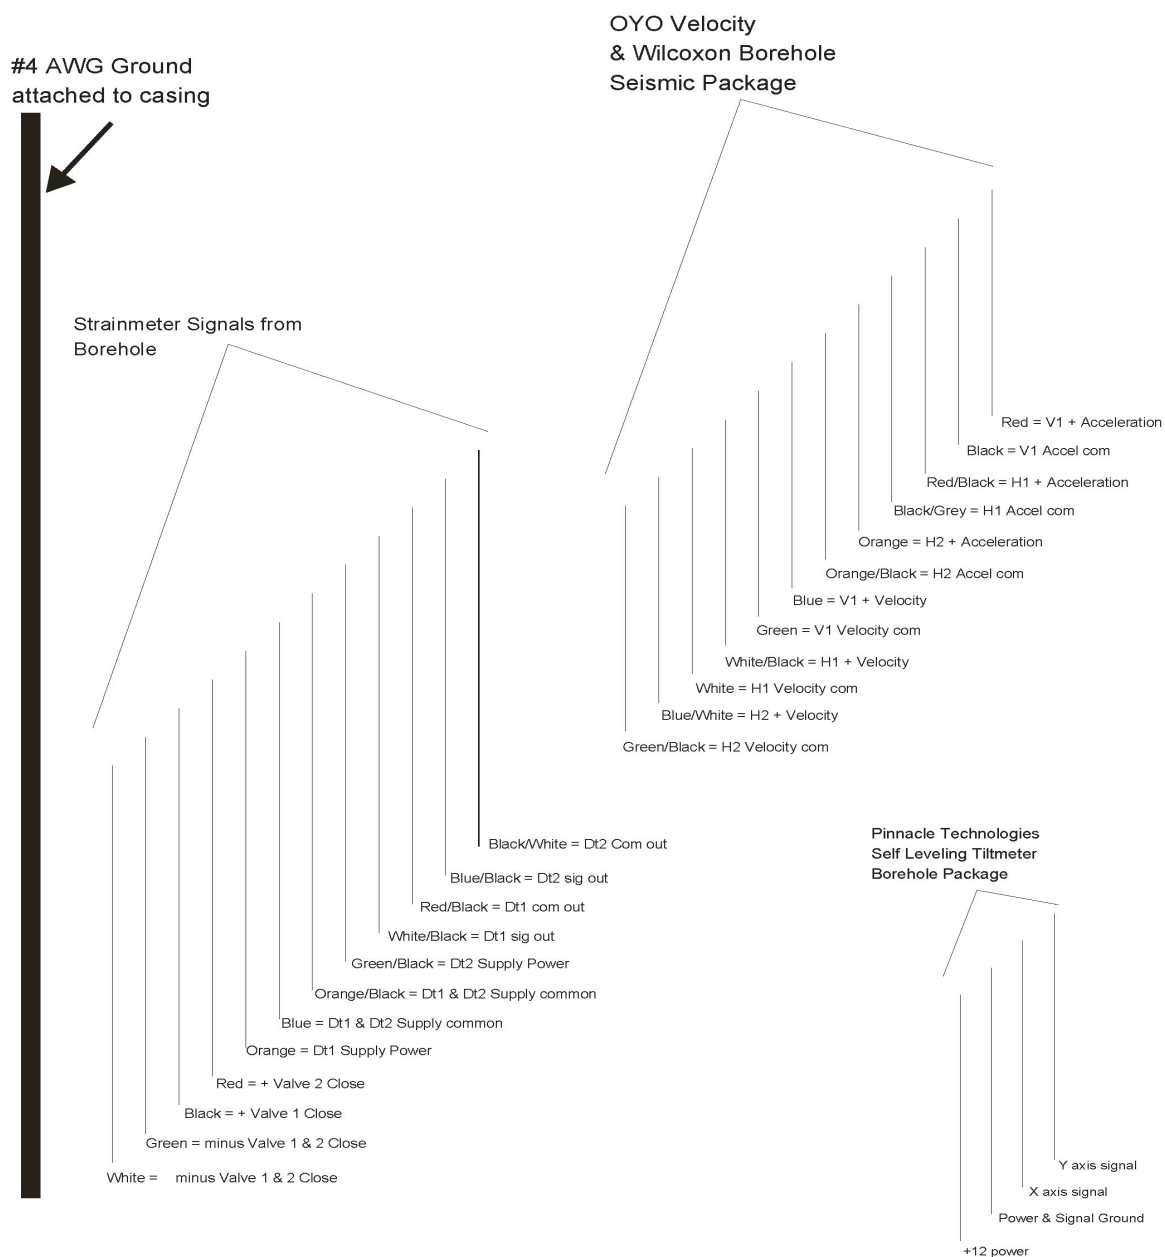 #4 AWG Ground
attached to casing
OYO Velocity
& Wilcoxon Borehole
Seismic Package
Red = V1 + Acceleration
Black = V1 Accel com
Red/Black = H1 + Acceleration
Black/Grey = H1 Accel com
Orange = H2 + Acceleration
Orange/Black = H2 Accel com
Blue = V1 + Velocity
Green = V1 Velocity com
White/Black = H1 + Velocity
White = H1 Velocity com
Blue/White = H2 + Velocity
Green/Black = H2 Velocity com
Strainmeter Signals from
Borehole
Black/White = Dt2 Com out
Blue/Black = Dt2 sig out
Red/Black = Dt1 com out
White/Black = Dt1 sig out
Green/Black = Dt2 Supply Power
Orange/Black = Dt1 & Dt2 Supply common
Blue = Dt1 & Dt2 Supply common
Orange = Dt1 Supply Power
Red = + Valve 2 Close
Black = + Valve 1 Close
Green = minus Valve 1 & 2 Close
White = minus Valve 1 & 2 Close
Pinnacle Technologies
Self Leveling Tiltmeter
Borehole Package
Y axis signal
X axis signal
Power & Signal Ground
+12 power